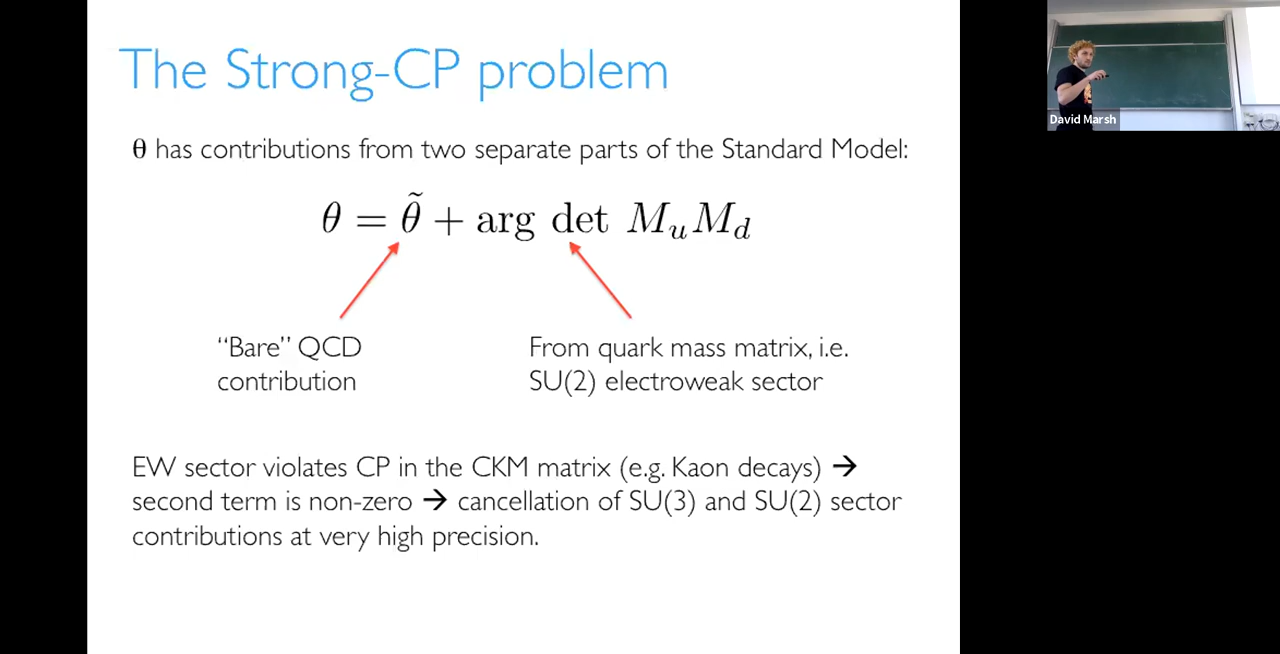 The Strong-CP problem
θ has contributions from two separate parts of the Standard Model:
θ = θ̃ + arg det M_u M_d
"Bare" QCD
contribution
From quark mass matrix, i.e.
SU(2) electroweak sector
EW sector violates CP in the CKM matrix (e.g. Kaon decays) →
second term is non-zero → cancellation of SU(3) and SU(2) sector
contributions at very high precision.
David Marsh